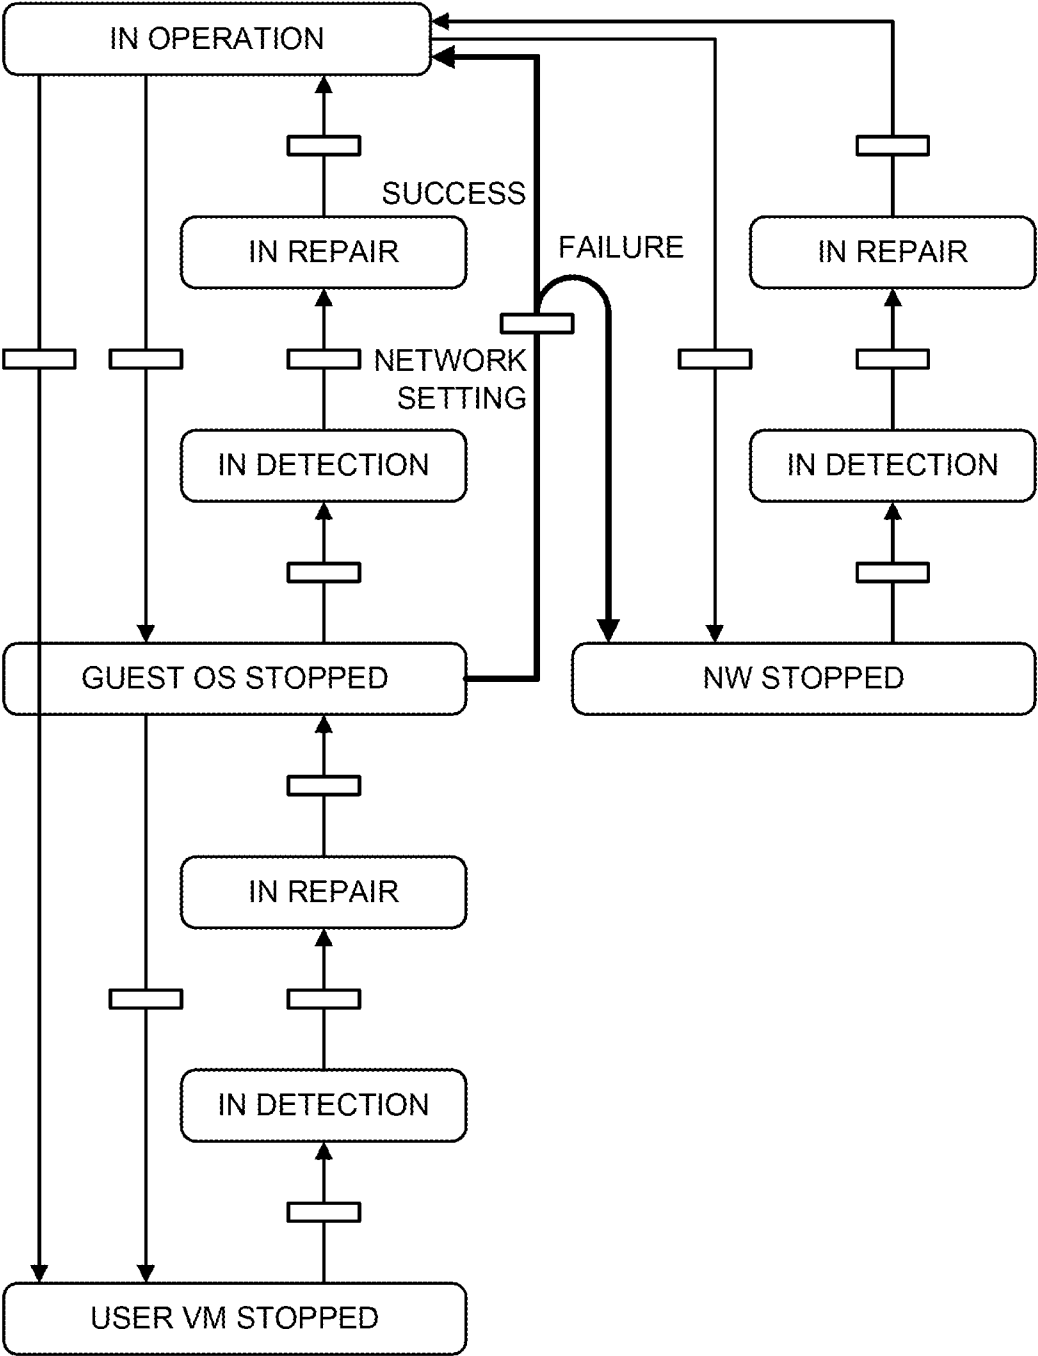 IN OPERATION
SUCCESS
IN REPAIR
FAILURE
IN REPAIR
NETWORK
SETTING
IN DETECTION
IN DETECTION
GUEST OS STOPPED
NW STOPPED
IN REPAIR
IN DETECTION
USER VM STOPPED